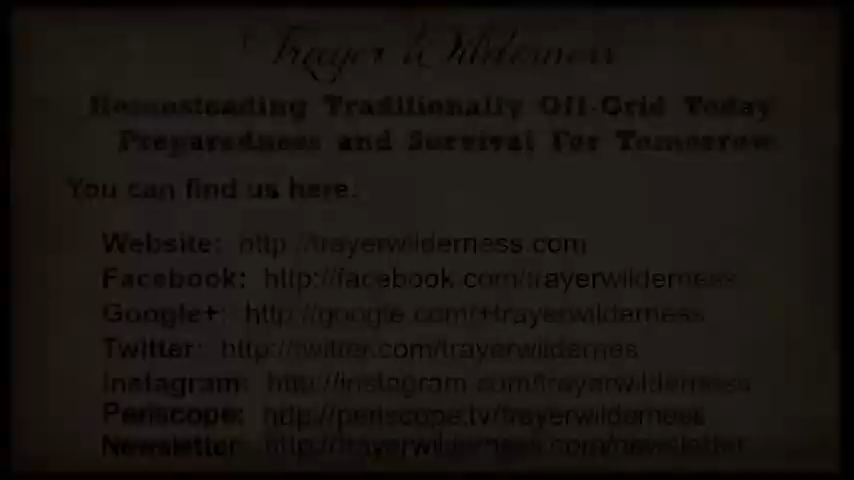 Trayer Wilderness
Homesteading Traditionally Off-Grid Today
Preparedness and Survival For Tomorrow
You can find us here:
Website: http://trayerwilderness.com
Facebook: http://facebook.com/trayerwilderness
Google+: http://google.com/+trayerwilderness
Twitter: http://twitter.com/trayerwildernes
Instagram: http://instagram.com/trayerwilderness
Periscope: http://periscope.tv/trayerwilderness
Newsletter: http://trayerwilderness.com/newsletter